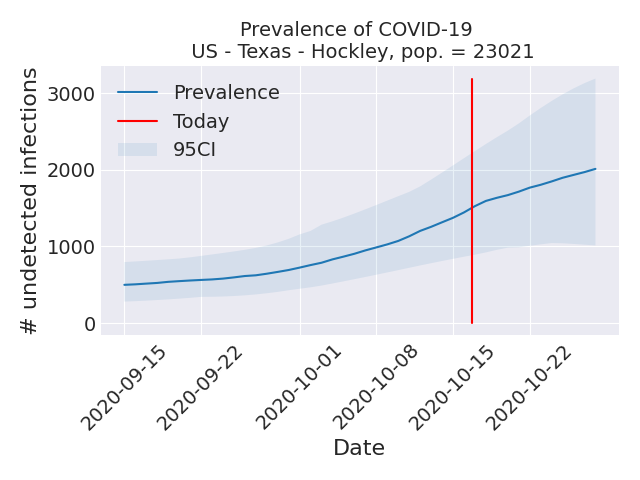 Prevalence of COVID-19
US - Texas - Hockley, pop. = 23021
# undetected infections
3000
2000
1000
0
Prevalence
Today
95CI
2020-09-15
2020-09-22
2020-10-01
2020-10-08
2020-10-15
2020-10-22
Date